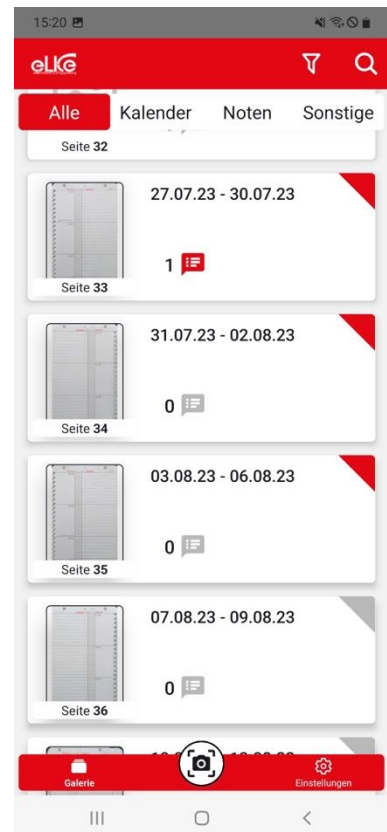 15:20
eLKe
Alle Kalender Noten Sonstige
Seite 32
27.07.23 - 30.07.23
1
Seite 33
31.07.23 - 02.08.23
0
Seite 34
03.08.23 - 06.08.23
0
Seite 35
07.08.23 - 09.08.23
0
Seite 36
Galerie
Einstellungen